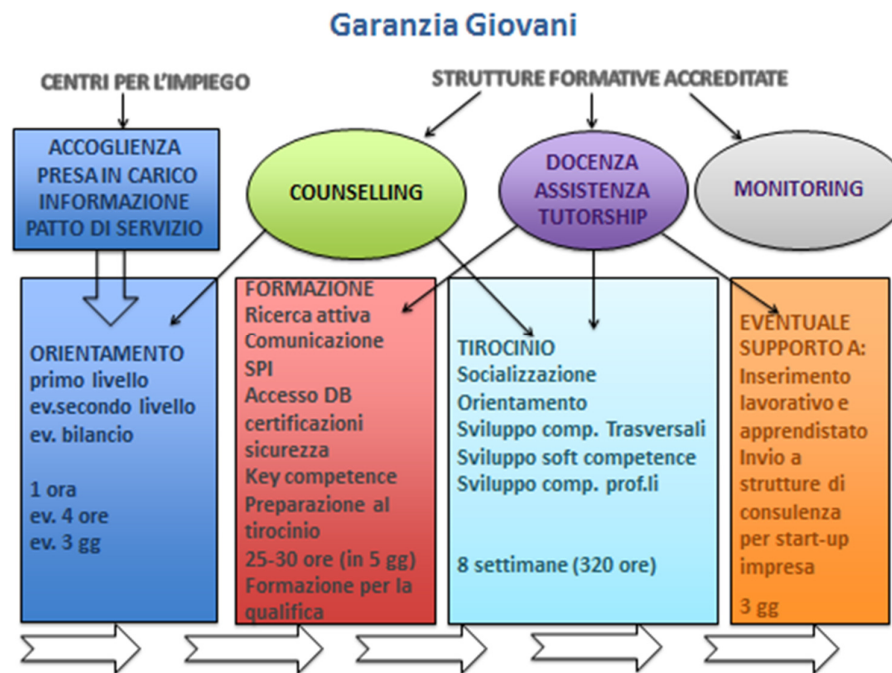 Garanzia Giovani
CENTRI PER L'IMPIEGO
STRUTTURE FORMATIVE ACCREDITATE
ACCOGLIENZA
PRESA IN CARICO
INFORMAZIONE
PATTO DI SERVIZIO
COUNSELLING
DOCENZA
ASSISTENZA
TUTORSHIP
MONITORING
ORIENTAMENTO
primo livello
ev.secondo livello
ev. bilancio
1 ora
ev. 4 ore
ev. 3 gg
FORMAZIONE
Ricerca attiva
Comunicazione
SPI
Accesso DB
certificazioni
sicurezza
Key competence
Preparazione al
tirocinio
25-30 ore (in 5 gg)
Formazione per la
qualifica
TIROCINIO
Socializzazione
Orientamento
Sviluppo comp. Trasversali
Sviluppo soft competence
Sviluppo comp. prof.li
8 settimane (320 ore)
EVENTUALE
SUPPORTO A:
Inserimento
lavorativo e
apprendistato
Invio a
strutture di
consulenza
per start-up
impresa
3 gg